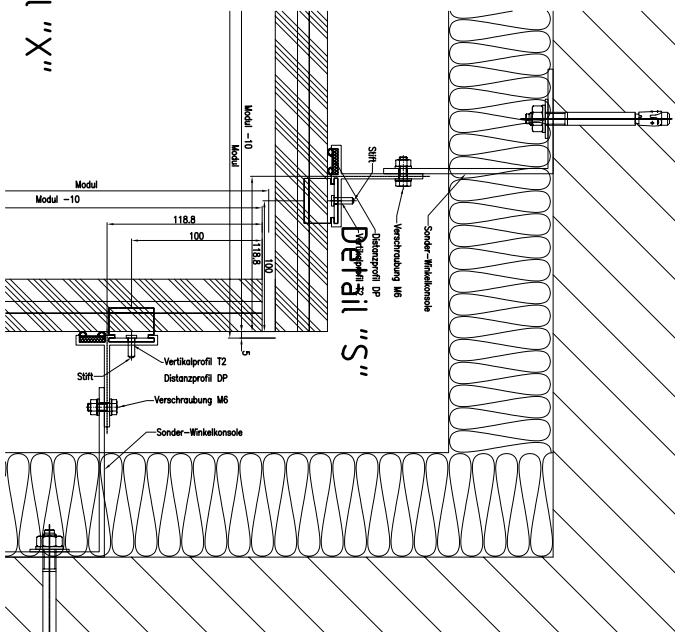 "X"
Modul -10
Modul
Stift
Modul
Modul -10
118.8
100
118.8
100
Sonder-Winkelkonsole
Verschraubung M6
Distanzprofil DP
Vertikalprofil T2
Detail "S"
5
Vertikalprofil T2
Stift
Distanzprofil DP
Verschraubung M6
Sonder-Winkelkonsole